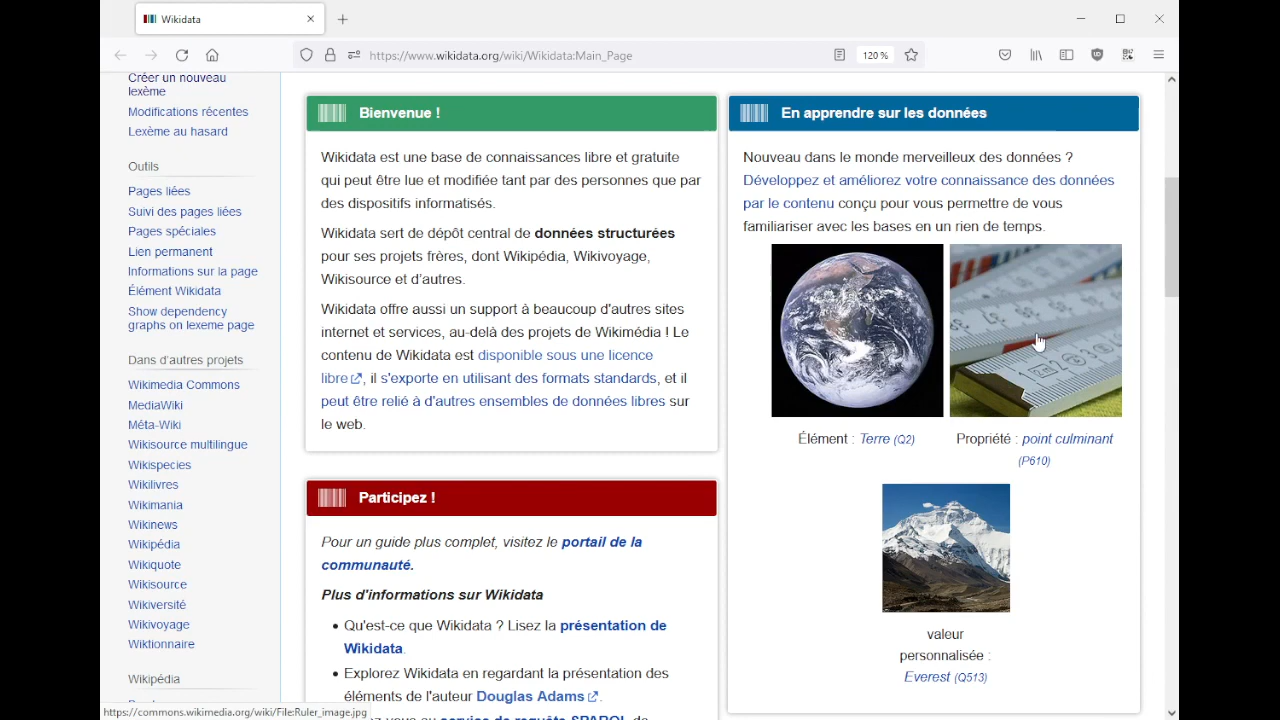 Wikidata
https://www.wikidata.org/wiki/Wikidata:Main_Page
120 %
Créer un nouveau
lexème
Modifications récentes
Lexème au hasard
Outils
Pages liées
Suivi des pages liées
Pages spéciales
Lien permanent
Informations sur la page
Élément Wikidata
Show dependency
graphs on lexeme page
Dans d'autres projets
Wikimedia Commons
MediaWiki
Méta-Wiki
Wikisource multilingue
Wikispecies
Wikilivres
Wikimania
Wikinews
Wikipédia
Wikiquote
Wikisource
Wikiversité
Wikivoyage
Wiktionnaire
Wikipédia
Bienvenue !
Wikidata est une base de connaissances libre et gratuite
qui peut être lue et modifiée tant par des personnes que par
des dispositifs informatisés.
Wikidata sert de dépôt central de données structurées
pour ses projets frères, dont Wikipédia, Wikivoyage,
Wikisource et d'autres.
Wikidata offre aussi un support à beaucoup d'autres sites
internet et services, au-delà des projets de Wikimédia ! Le
contenu de Wikidata est disponible sous une licence
libre, il s'exporte en utilisant des formats standards, et il
peut être relié à d'autres ensembles de données libres sur
le web.
Participez !
Pour un guide plus complet, visitez le portail de la
communauté.
Plus d'informations sur Wikidata
• Qu'est-ce que Wikidata ? Lisez la présentation de
Wikidata.
• Explorez Wikidata en regardant la présentation des
éléments de l'auteur Douglas Adams.
service de requête SPARQL de
En apprendre sur les données
Nouveau dans le monde merveilleux des données ?
Développez et améliorez votre connaissance des données
par le contenu conçu pour vous permettre de vous
familiariser avec les bases en un rien de temps.
Élément : Terre (Q2)
Propriété : point culminant
(P610)
valeur
personnalisée :
Everest (Q513)
https://commons.wikimedia.org/wiki/File:Ruler_image.jpg